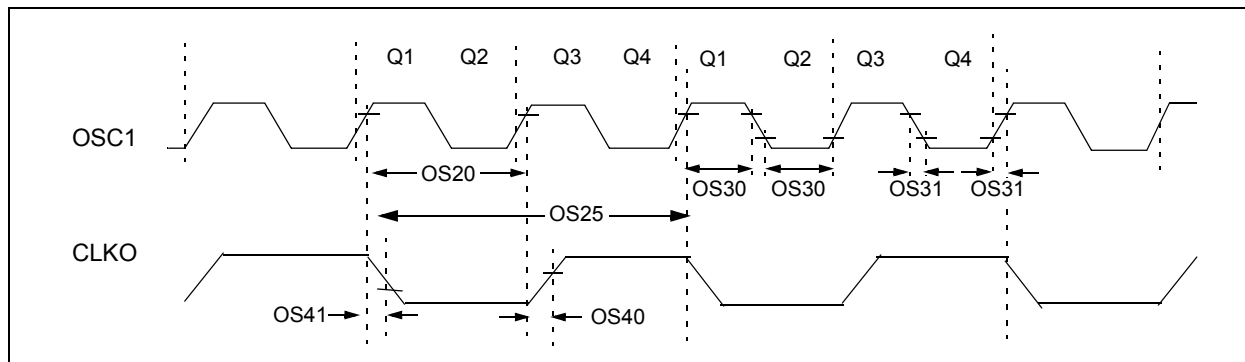 Q1 Q2 Q3 Q4 Q1 Q2 Q3 Q4
OSC1
OS20 OS30 OS30 OS31 OS31
OS25
CLKO
OS41 OS40